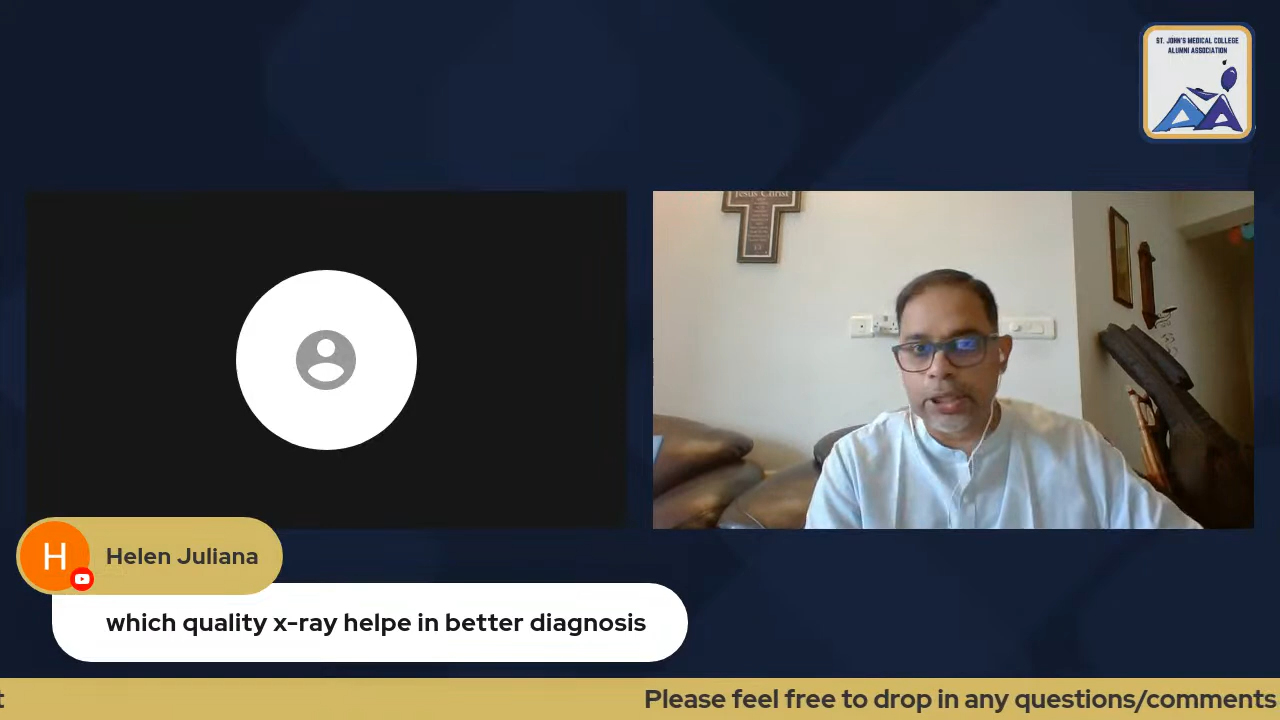 ST. JOHN'S MEDICAL COLLEGE
ALUMNI ASSOCIATION
Jesus Christ
H
Helen Juliana
which quality x-ray helpe in better diagnosis
t
Please feel free to drop in any questions/comments